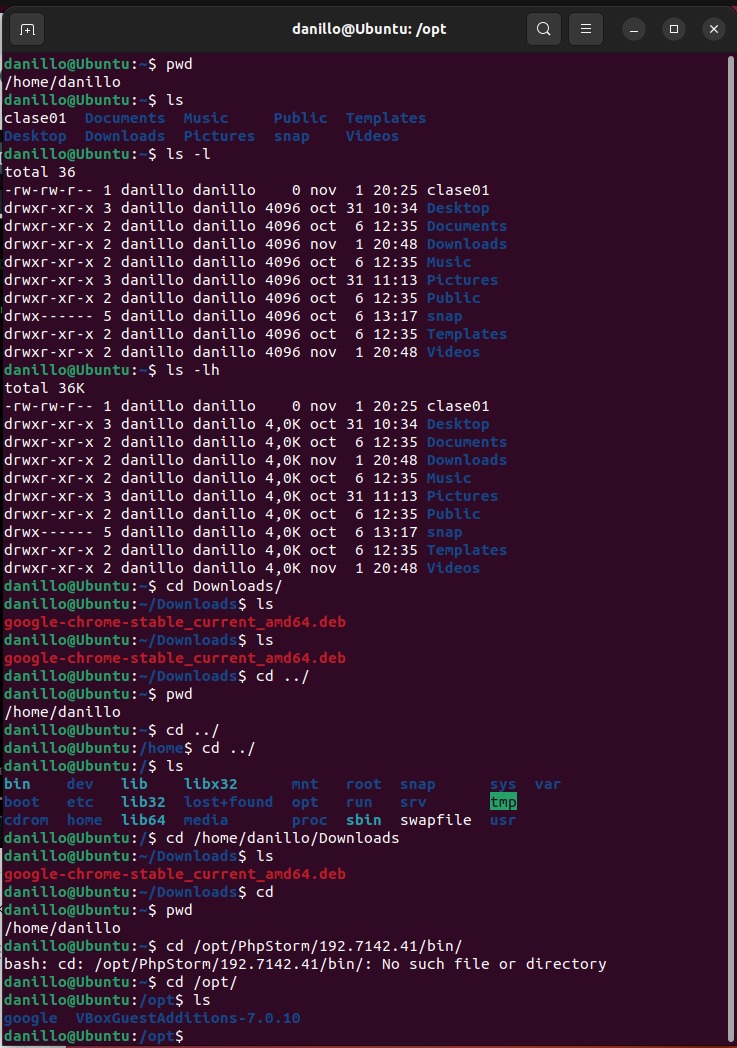 danillo@Ubuntu: /opt
danillo@Ubuntu:~$ pwd
/home/danillo
danillo@Ubuntu:~$ ls
clase01  Documents  Music     Public  Templates
Desktop  Downloads  Pictures  snap    Videos
danillo@Ubuntu:~$ ls -l
total 36
-rw-rw-r-- 1 danillo danillo    0 nov  1 20:25 clase01
drwxr-xr-x 3 danillo danillo 4096 oct 31 10:34 Desktop
drwxr-xr-x 2 danillo danillo 4096 oct  6 12:35 Documents
drwxr-xr-x 2 danillo danillo 4096 nov  1 20:48 Downloads
drwxr-xr-x 2 danillo danillo 4096 oct  6 12:35 Music
drwxr-xr-x 3 danillo danillo 4096 oct 31 11:13 Pictures
drwxr-xr-x 2 danillo danillo 4096 oct  6 12:35 Public
drwx------ 5 danillo danillo 4096 oct  6 13:17 snap
drwxr-xr-x 2 danillo danillo 4096 oct  6 12:35 Templates
drwxr-xr-x 2 danillo danillo 4096 nov  1 20:48 Videos
danillo@Ubuntu:~$ ls -lh
total 36K
-rw-rw-r-- 1 danillo danillo    0 nov  1 20:25 clase01
drwxr-xr-x 3 danillo danillo 4,0K oct 31 10:34 Desktop
drwxr-xr-x 2 danillo danillo 4,0K oct  6 12:35 Documents
drwxr-xr-x 2 danillo danillo 4,0K nov  1 20:48 Downloads
drwxr-xr-x 2 danillo danillo 4,0K oct  6 12:35 Music
drwxr-xr-x 3 danillo danillo 4,0K oct 31 11:13 Pictures
drwxr-xr-x 2 danillo danillo 4,0K oct  6 12:35 Public
drwx------ 5 danillo danillo 4,0K oct  6 13:17 snap
drwxr-xr-x 2 danillo danillo 4,0K oct  6 12:35 Templates
drwxr-xr-x 2 danillo danillo 4,0K nov  1 20:48 Videos
danillo@Ubuntu:~$ cd Downloads/
danillo@Ubuntu:~/Downloads$ ls
google-chrome-stable_current_amd64.deb
danillo@Ubuntu:~/Downloads$ ls
google-chrome-stable_current_amd64.deb
danillo@Ubuntu:~/Downloads$ cd ../
danillo@Ubuntu:~$ pwd
/home/danillo
danillo@Ubuntu:~$ cd ../
danillo@Ubuntu:/home$ cd ../
danillo@Ubuntu:/$ ls
bin    dev   lib    libx32      mnt   root  snap      sys  var
boot   etc   lib32  lost+found  opt   run   srv       tmp
cdrom  home  lib64  media       proc  sbin  swapfile  usr
danillo@Ubuntu:/$ cd /home/danillo/Downloads
danillo@Ubuntu:~/Downloads$ ls
google-chrome-stable_current_amd64.deb
danillo@Ubuntu:~/Downloads$ cd
danillo@Ubuntu:~$ pwd
/home/danillo
danillo@Ubuntu:~$ cd /opt/PhpStorm/192.7142.41/bin/
bash: cd: /opt/PhpStorm/192.7142.41/bin/: No such file or directory
danillo@Ubuntu:~$ cd /opt/
danillo@Ubuntu:/opt$ ls
google  VBoxGuestAdditions-7.0.10
danillo@Ubuntu:/opt$